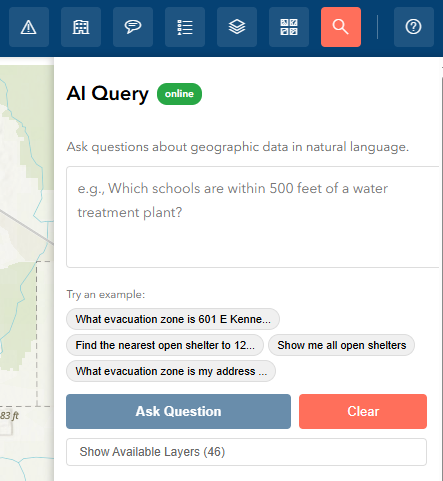 AI Query online
Ask questions about geographic data in natural language.
e.g., Which schools are within 500 feet of a water
treatment plant?
Try an example:
What evacuation zone is 601 E Kenne...
Find the nearest open shelter to 12... Show me all open shelters
What evacuation zone is my address ...
Ask Question Clear
83 ft
Show Available Layers (46)